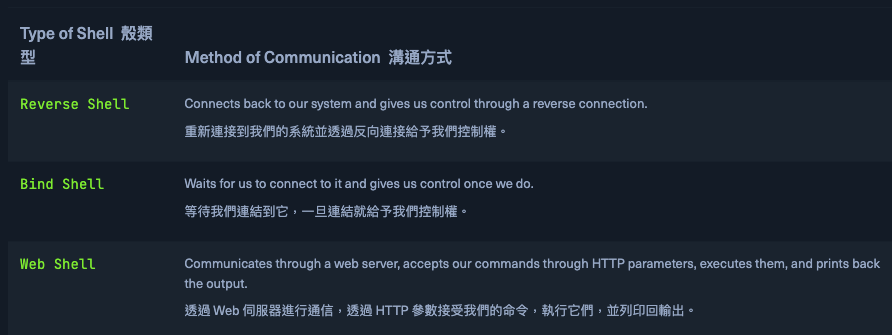 Type of Shell 殼類
型
Method of Communication 溝通方式
Reverse Shell
Connects back to our system and gives us control through a reverse connection.
重新連接到我們的系統並透過反向連接給予我們控制權。
Bind Shell
Waits for us to connect to it and gives us control once we do.
等待我們連結到它，一旦連結就給予我們控制權。
Web Shell
Communicates through a web server, accepts our commands through HTTP parameters, executes them, and prints back
the output.
透過 Web 伺服器進行通信，透過 HTTP 參數接受我們的命令，執行它們，並列印回輸出。